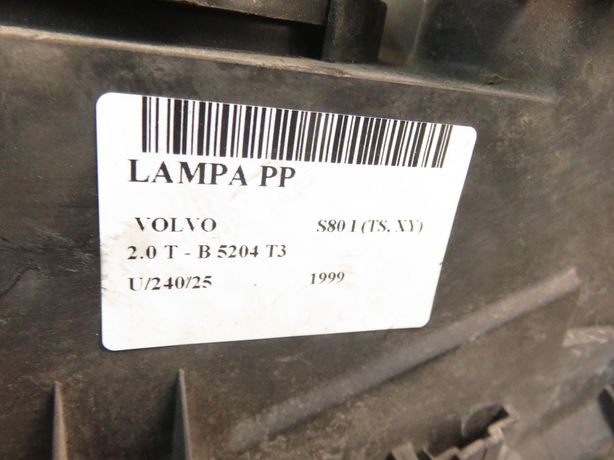 LAMPA PP
VOLVO S80 I (TS, XY)
2.0 T - B 5204 T3
U/240/25 1999